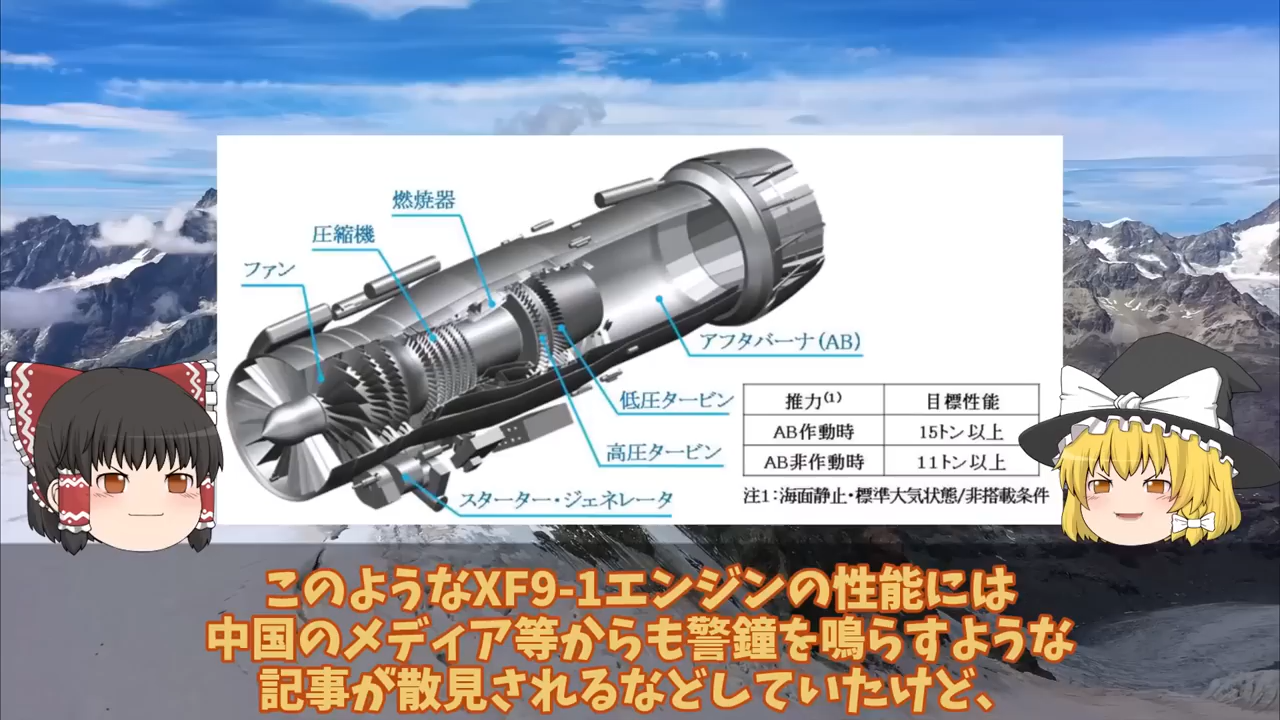 燃焼器
圧縮機
ファン
アフタバーナ(AB)
低圧タービン
高圧タービン
スターター・ジェネレータ
推力(1) 目標性能
AB作動時 15トン以上
AB非作動時 11トン以上
注1:海面静止・標準大気状態/非搭載条件
このようなXF9-1エンジンの性能には
中国のメディア等からも警鐘を鳴らすような
記事が散見されるなどしていたけど、